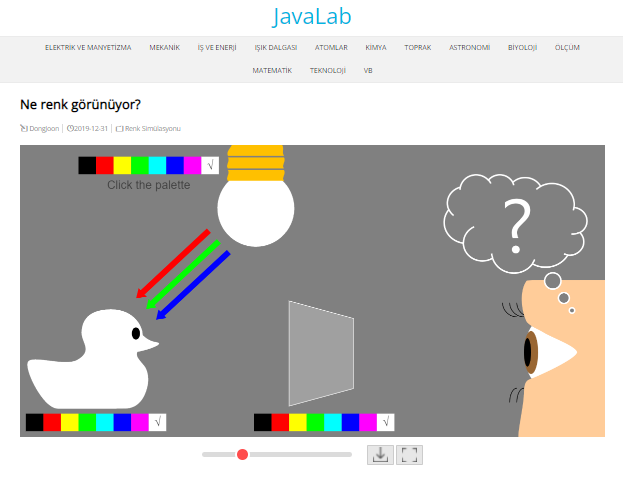 JavaLab
ELEKTRİK VE MANYETİZMA MEKANİK İŞ VE ENERJİ IŞIK DALGASI ATOMLAR KİMYA TOPRAK ASTRONOMİ BİYOLOJİ ÖLÇÜM
MATEMATİK TEKNOLOJİ VB
Ne renk görünüyor?
Dongjoon 2019-12-31 Renk Simülasyonu
√
Click the palette
?
√ √